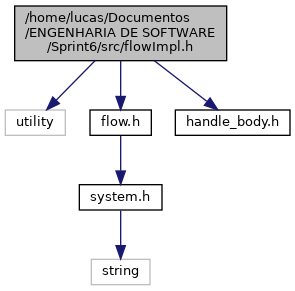 /home/lucas/Documentos
/ENGENHARIA DE SOFTWARE
/Sprint6/src/flowImpl.h
utility
flow.h
handle_body.h
system.h
string